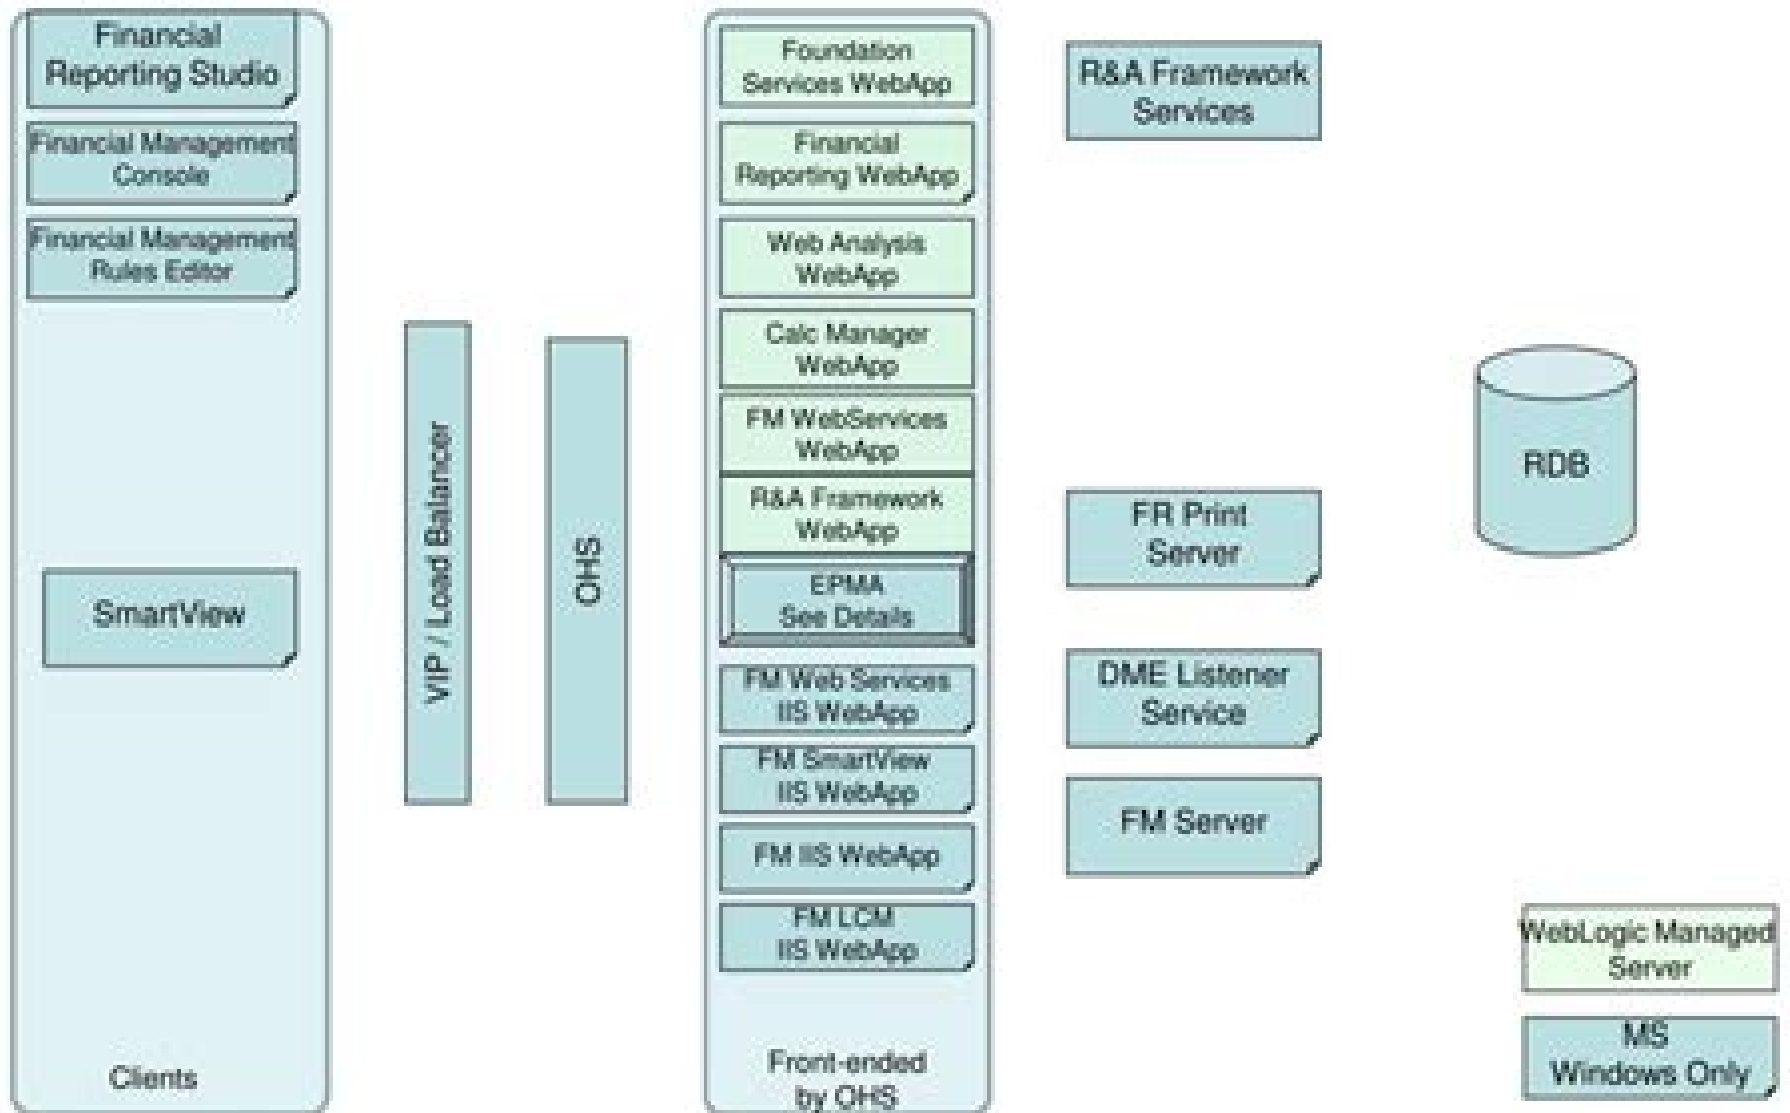 Financial
Reporting Studio
Financial Management
Console
Financial Management
Rules Editor
SmartView
Clients
VIP / Load Balancer
OHS
Foundation
Services WebApp
Financial
Reporting WebApp
Web Analysis
WebApp
Calc Manager
WebApp
FM WebServices
WebApp
R&A Framework
WebApp
EPMA
See Details
FM Web Services
IIS WebApp
FM SmartView
IIS WebApp
FM IIS WebApp
FM LCM
IIS WebApp
Front-ended
by OHS
R&A Framework
Services
FR Print
Server
DME Listener
Service
FM Server
RDB
WebLogic Managed
Server
MS
Windows Only